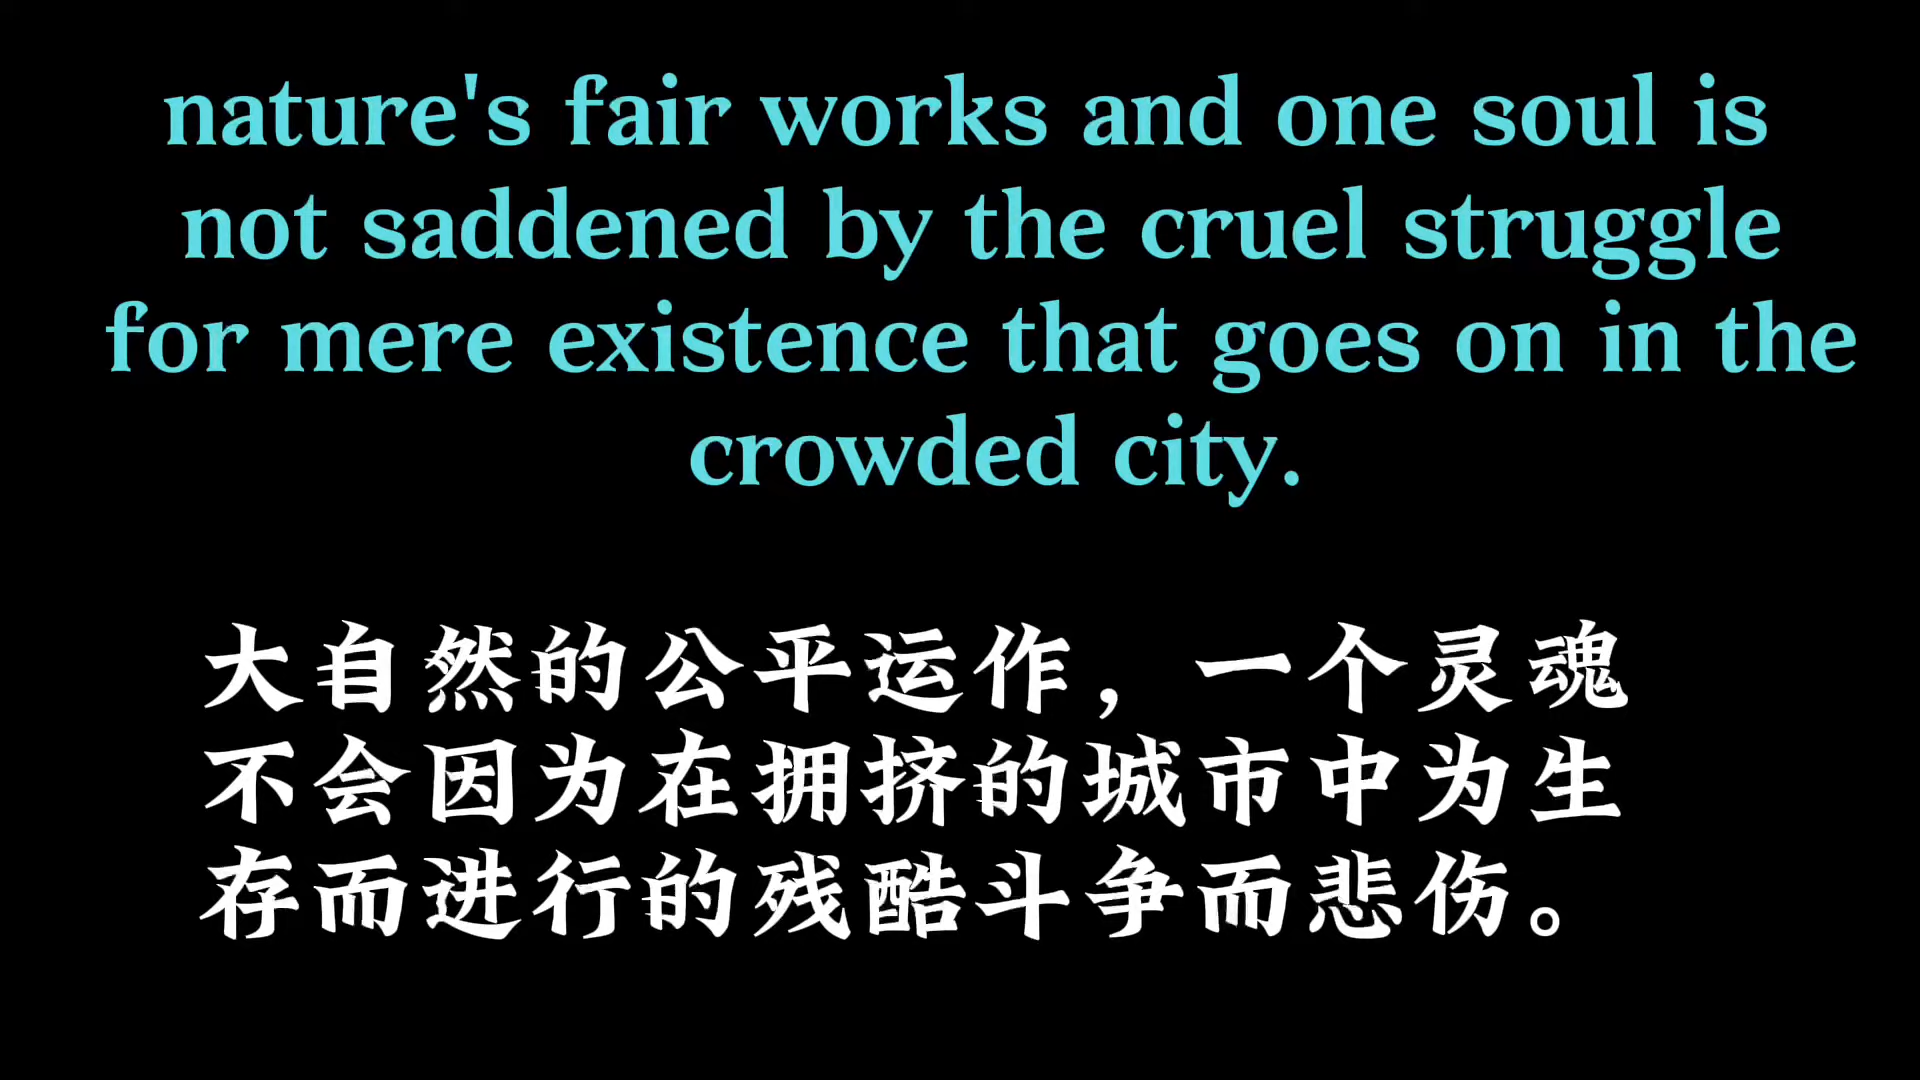 nature's fair works and one soul is
not saddened by the cruel struggle
for mere existence that goes on in the
crowded city.
大自然的公平运作，一个灵魂
不会因为在拥挤的城市中为生
存而进行的残酷斗争而悲伤。